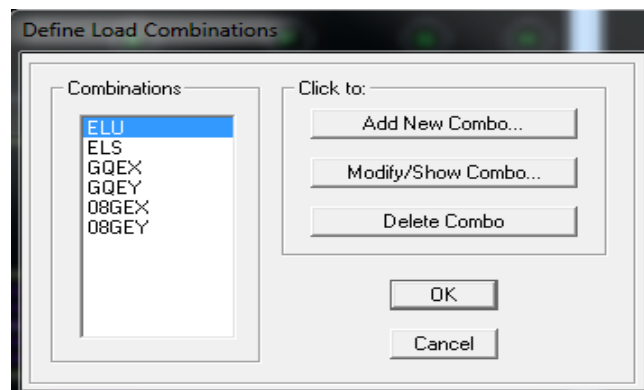 Define Load Combinations
Combinations
ELU
ELS
GQEX
GQEY
08GEX
08GEY
Click to:
Add New Combo...
Modify/Show Combo...
Delete Combo
OK
Cancel